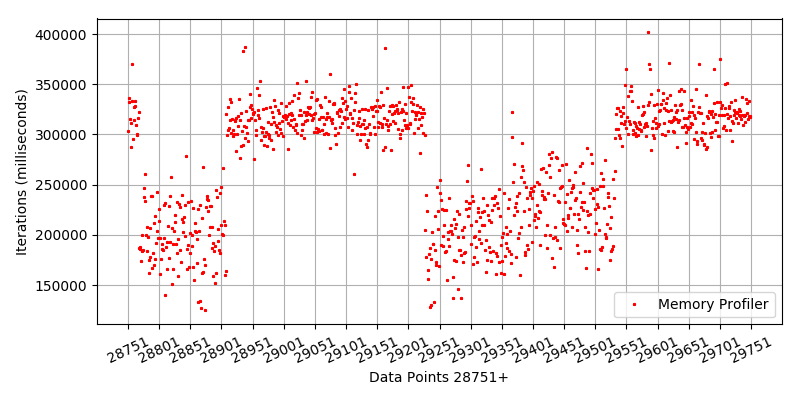 400000
350000
300000
250000
200000
150000
Iterations (milliseconds)
Memory Profiler
28751 28801 28851 28901 28951 29001 29051 29101 29151 29201 29251 29301 29351 29401 29451 29501 29551 29601 29651 29701 29751
Data Points 28751+